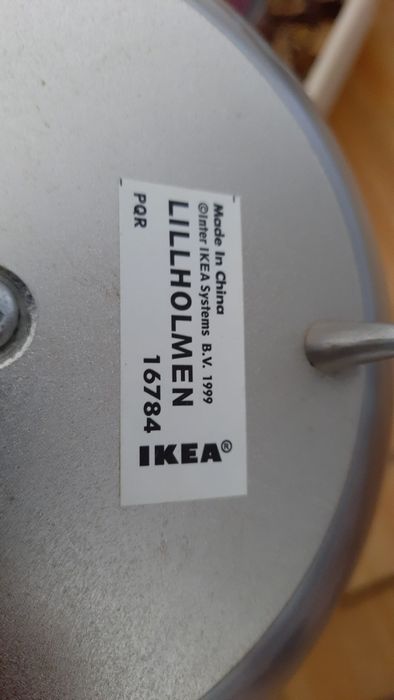 Made In China
©Inter IKEA Systems B.V. 1999
LILLHOLMEN
PQR 16784
IKEA®